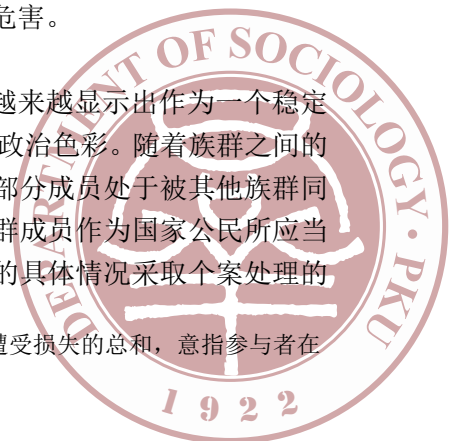 危害。
越来越显示出作为一个稳定
政治色彩。随着族群之间的
部分成员处于被其他族群同
群成员作为国家公民所应当
的具体情况采取个案处理的
遭受损失的总和，意指参与者在
DEPARTMENT OF SOCIOLOGY · PKU
1922